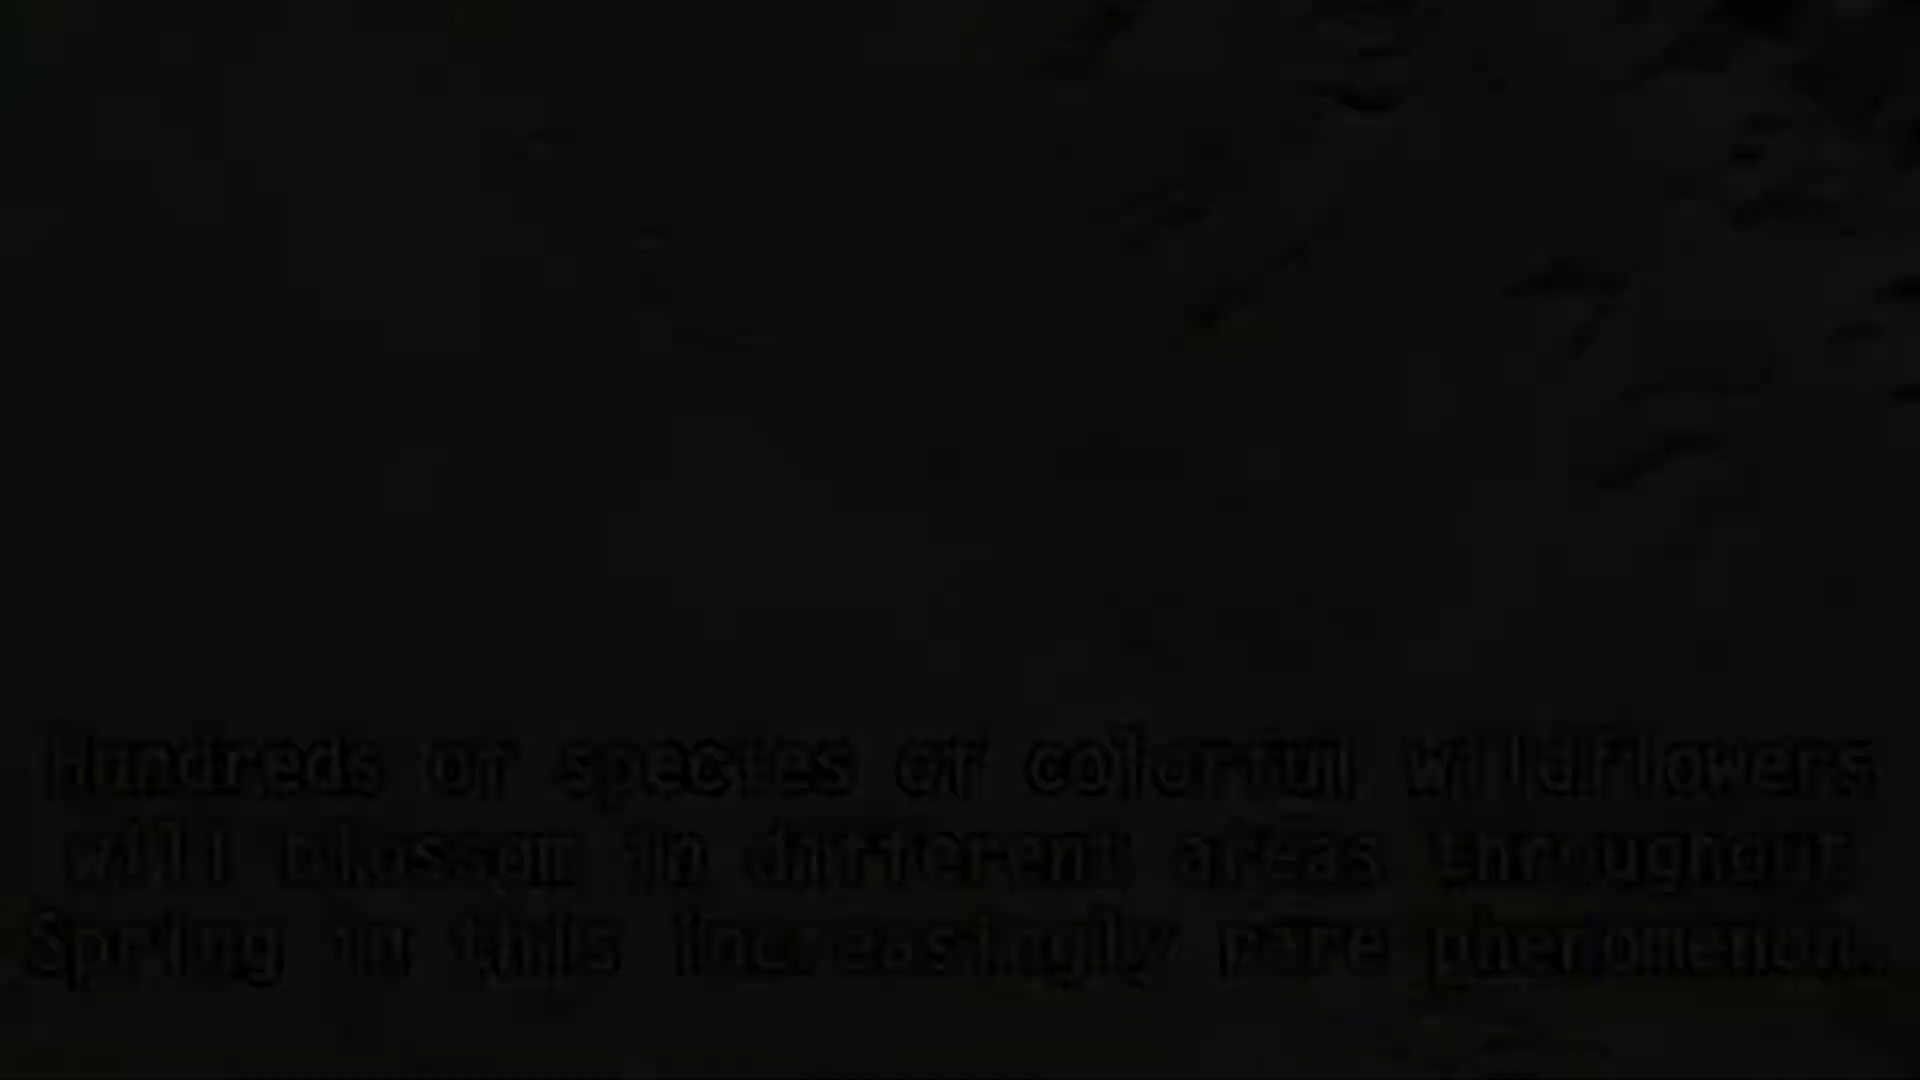 Hundreds of species of colorful wildflowers
will blossom in different areas throughout
Spring in this increasingly rare phenomenon.